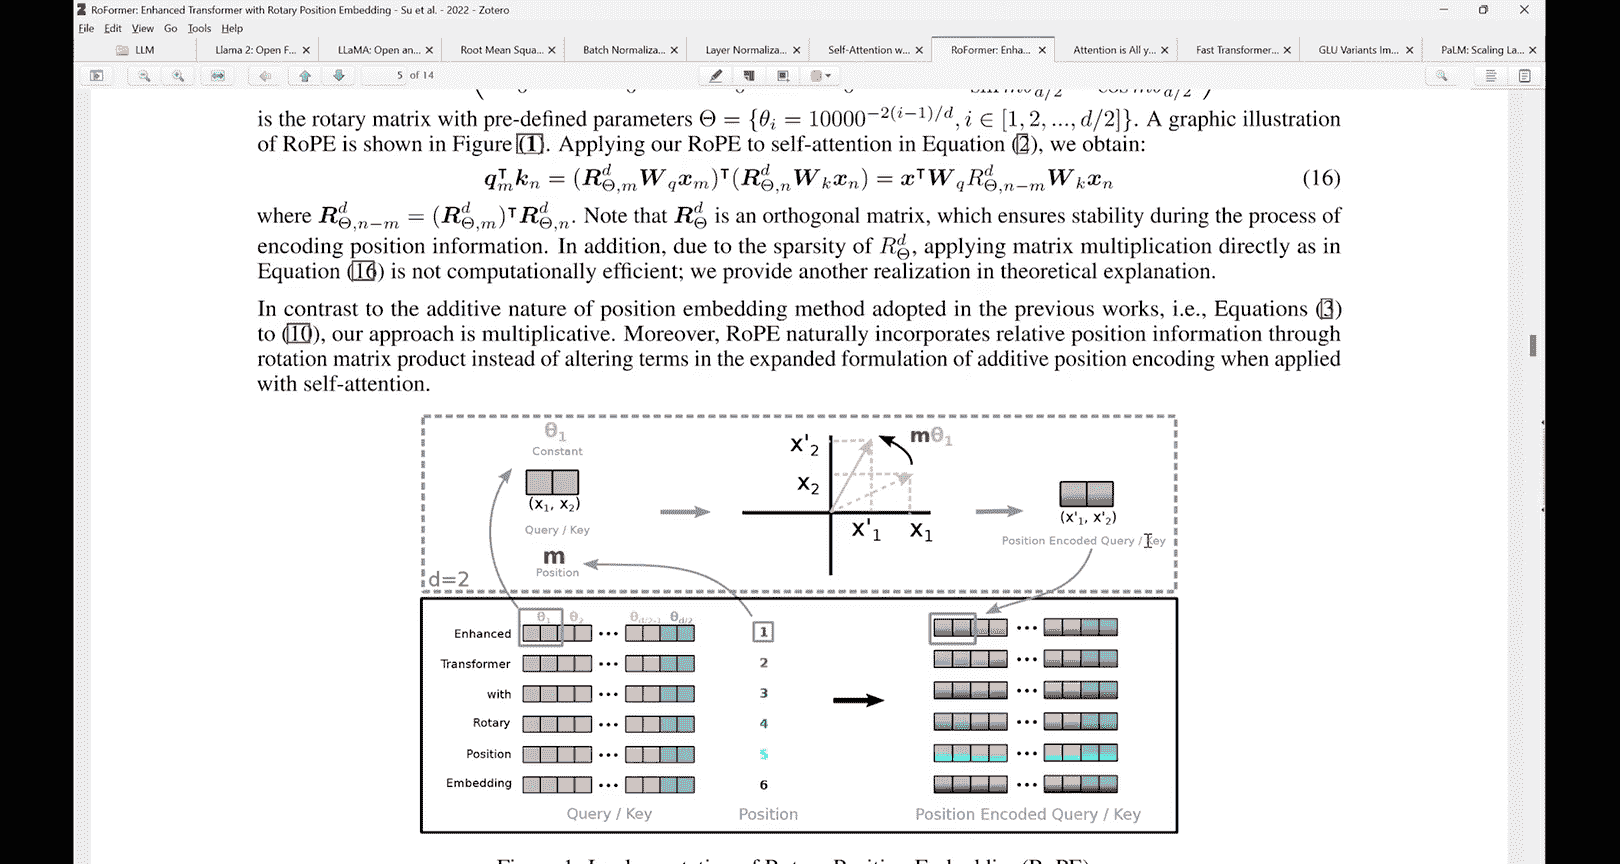 RoFormer: Enhanced Transformer with Rotary Position Embedding - Su et al. - 2022 - Zotero
File Edit View Go Tools Help
LLM
Llama 2: Open F...
LLaMA: Open an...
Root Mean Squa...
Batch Normaliza...
Layer Normaliza...
Self-Attention w...
RoFormer: Enha...
Attention is All y...
Fast Transformer...
GLU Variants Im...
PaLM: Scaling La...
5 of 14
is the rotary matrix with pre-defined parameters Θ = {θᵢ = 10000^{−2(i−1)/d}, i ∈ [1, 2, ..., d/2]}. A graphic illustration
of RoPE is shown in Figure (1). Applying our RoPE to self-attention in Equation (2), we obtain:
q_m^⊺ k_n = (R^d_{Θ,m} W_q x_m)^⊺ (R^d_{Θ,n} W_k x_n) = x^⊺ W_q R^d_{Θ,n−m} W_k x_n (16)
where R^d_{Θ,n−m} = (R^d_{Θ,m})^⊺ R^d_{Θ,n}. Note that R^d_Θ is an orthogonal matrix, which ensures stability during the process of
encoding position information. In addition, due to the sparsity of R^d_Θ, applying matrix multiplication directly as in
Equation (16) is not computationally efficient; we provide another realization in theoretical explanation.
In contrast to the additive nature of position embedding method adopted in the previous works, i.e., Equations (3)
to (10), our approach is multiplicative. Moreover, RoPE naturally incorporates relative position information through
rotation matrix product instead of altering terms in the expanded formulation of additive position encoding when applied
with self-attention.
θ₁
Constant
(x₁, x₂)
Query / Key
m
Position
d=2
x'₂
x₂
x'₁
x₁
mθ₁
(x'₁, x'₂)
Position Encoded Query / Key
θ₁ θ₂ θ_{d/2-1} θ_{d/2}
Enhanced ... 1 ...
Transformer ... 2 ...
with ... 3 ...
Rotary ... 4 ...
Position ... 5 ...
Embedding ... 6 ...
Query / Key
Position
Position Encoded Query / Key